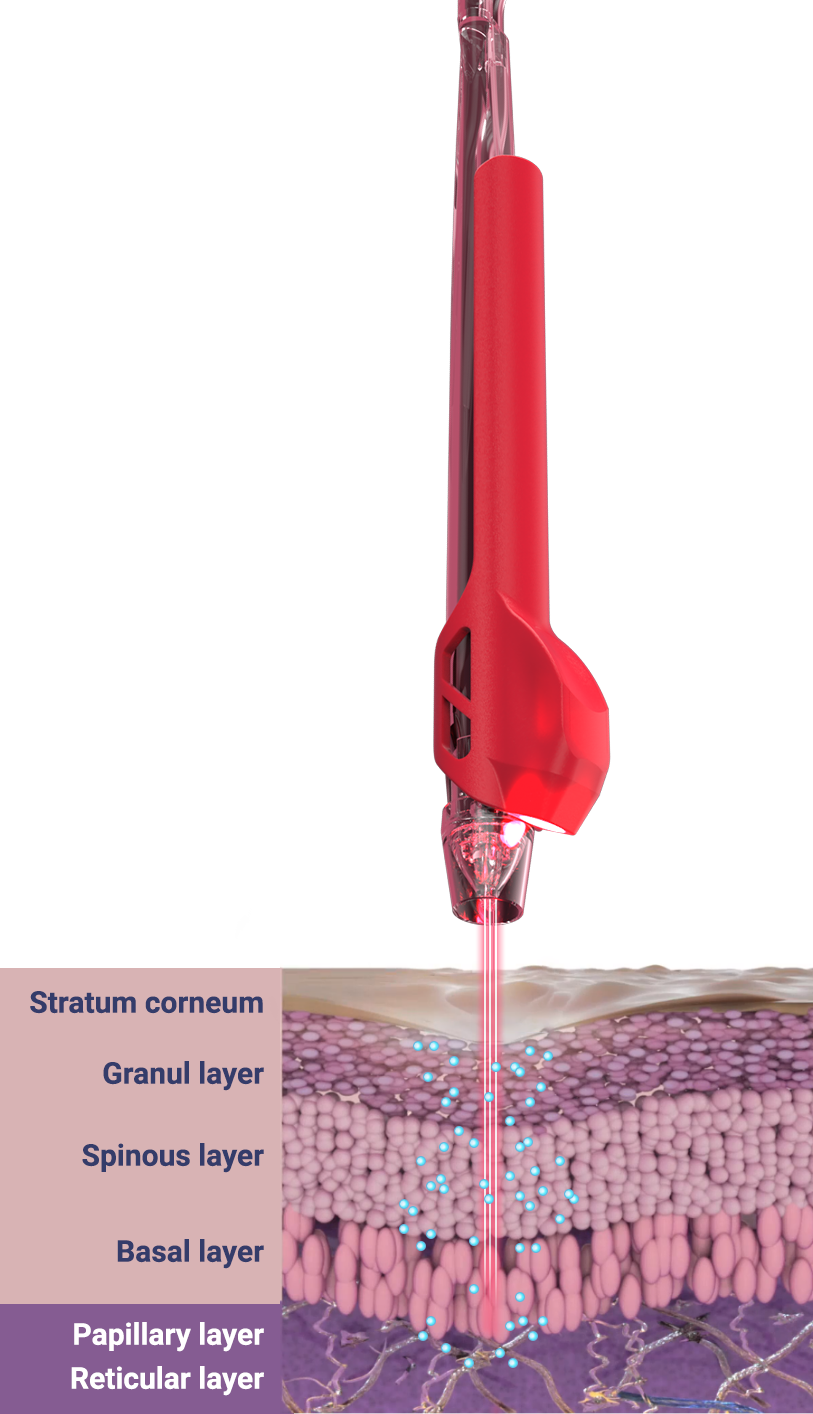 Stratum corneum
Granul layer
Spinous layer
Basal layer
Papillary layer
Reticular layer